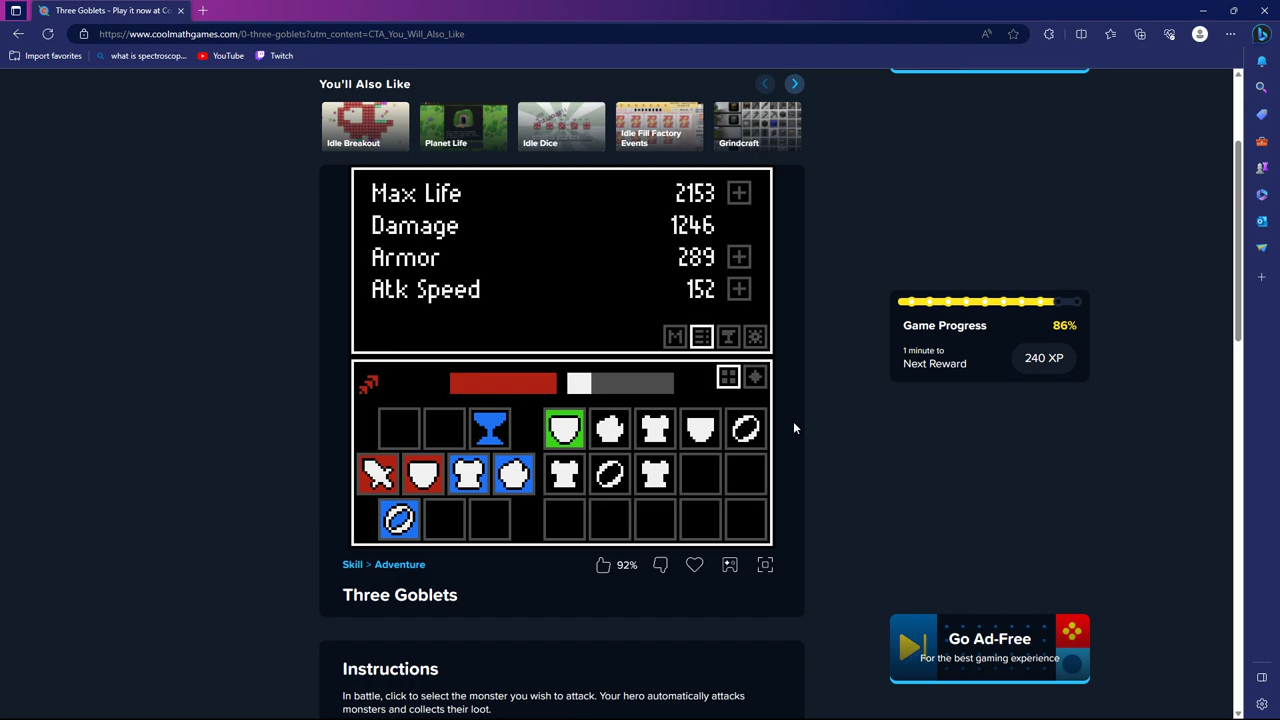 Three Goblets - Play it now at Co
https://www.coolmathgames.com/0-three-goblets?utm_content=CTA_You_Will_Also_Like
Import favorites
what is spectroscop...
YouTube
Twitch
You'll Also Like
Idle Breakout
Planet Life
Idle Dice
Idle Fill Factory
Events
Grindcraft
Max Life 2153
Damage 1246
Armor 289
Atk Speed 152
Game Progress 86%
1 minute to
Next Reward
240 XP
92%
Skill > Adventure
Three Goblets
Go Ad-Free
For the best gaming experience
Instructions
In battle, click to select the monster you wish to attack. Your hero automatically attacks
monsters and collects their loot.